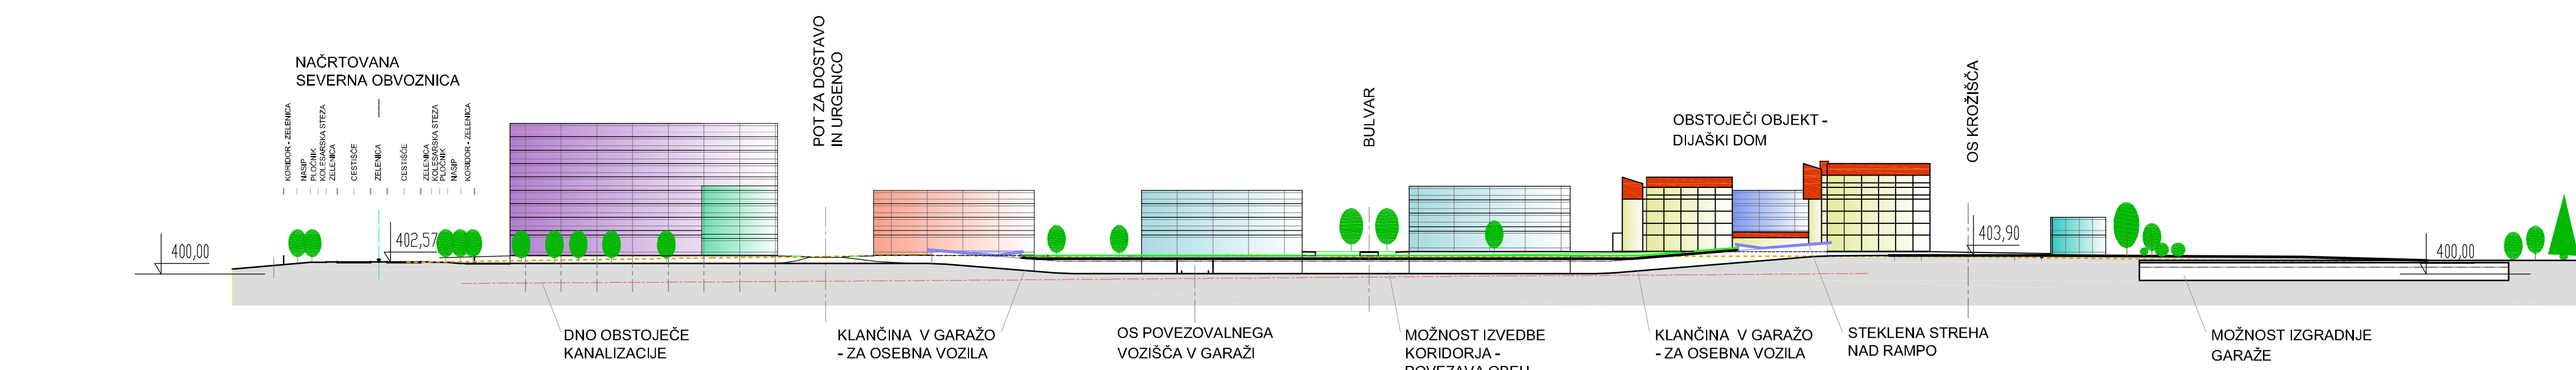 NAČRTOVANA
SEVERNA OBVOZNICA
KORIDOR - ZELENICA
NASIP
PLOČNIK
KOLESARSKA STEZA
ZELENICA
CESTIŠČE
ZELENICA
CESTIŠČE
ZELENICA
KOLESARSKA STEZA
PLOČNIK
NASIP
KORIDOR - ZELENICA
POT ZA DOSTAVO
IN URGENCO
BULVAR
OBSTOJEČI OBJEKT -
DIJAŠKI DOM
OS KROŽIŠČA
400,00
402,57
403,90
400,00
DNO OBSTOJEČE
KANALIZACIJE
KLANČINA V GARAŽO
- ZA OSEBNA VOZILA
OS POVEZOVALNEGA
VOZIŠČA V GARAŽI
MOŽNOST IZVEDBE
KORIDORJA -
POVEZAVA OBEH
KLANČINA V GARAŽO
- ZA OSEBNA VOZILA
STEKLENA STREHA
NAD RAMPO
MOŽNOST IZGRADNJE
GARAŽE